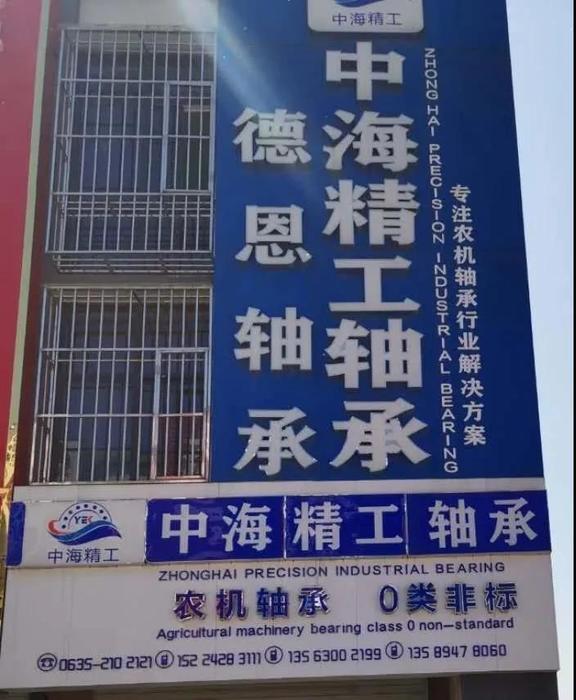 中海精工
中海精工轴承
德恩轴承
ZHONG HAI PRECISION INDUSTRIAL BEARING
专注农机轴承行业解决方案
YEK
中海精工
中海精工轴承
ZHONGHAI PRECISION INDUSTRIAL BEARING
农机轴承 0类非标
Agricultural machinery bearing class 0 non-standard
0635-210 2121 152 2428 3111 135 6300 2199 135 8947 8060